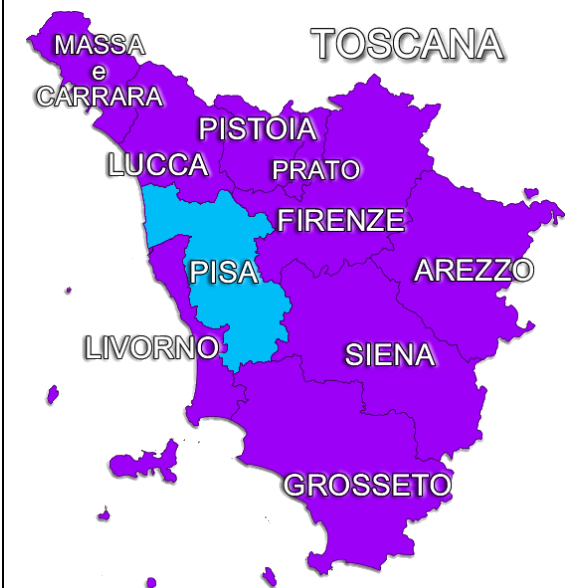 TOSCANA
MASSA
e
CARRARA
PISTOIA
LUCCA
PRATO
FIRENZE
PISA
AREZZO
LIVORNO
SIENA
GROSSETO